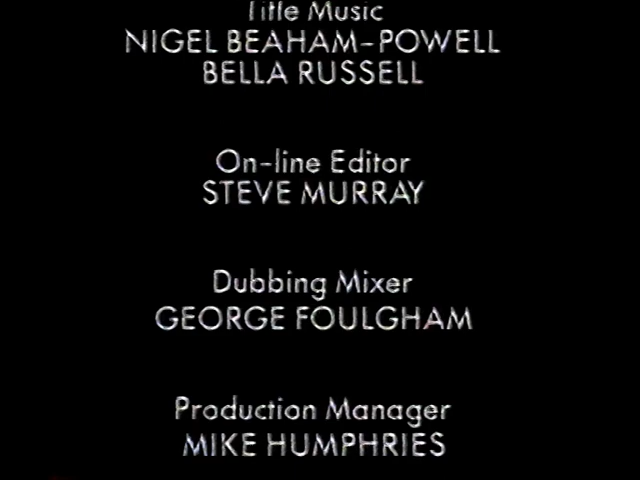 Title Music
NIGEL BEAHAM-POWELL
BELLA RUSSELL
On-line Editor
STEVE MURRAY
Dubbing Mixer
GEORGE FOULGHAM
Production Manager
MIKE HUMPHRIES